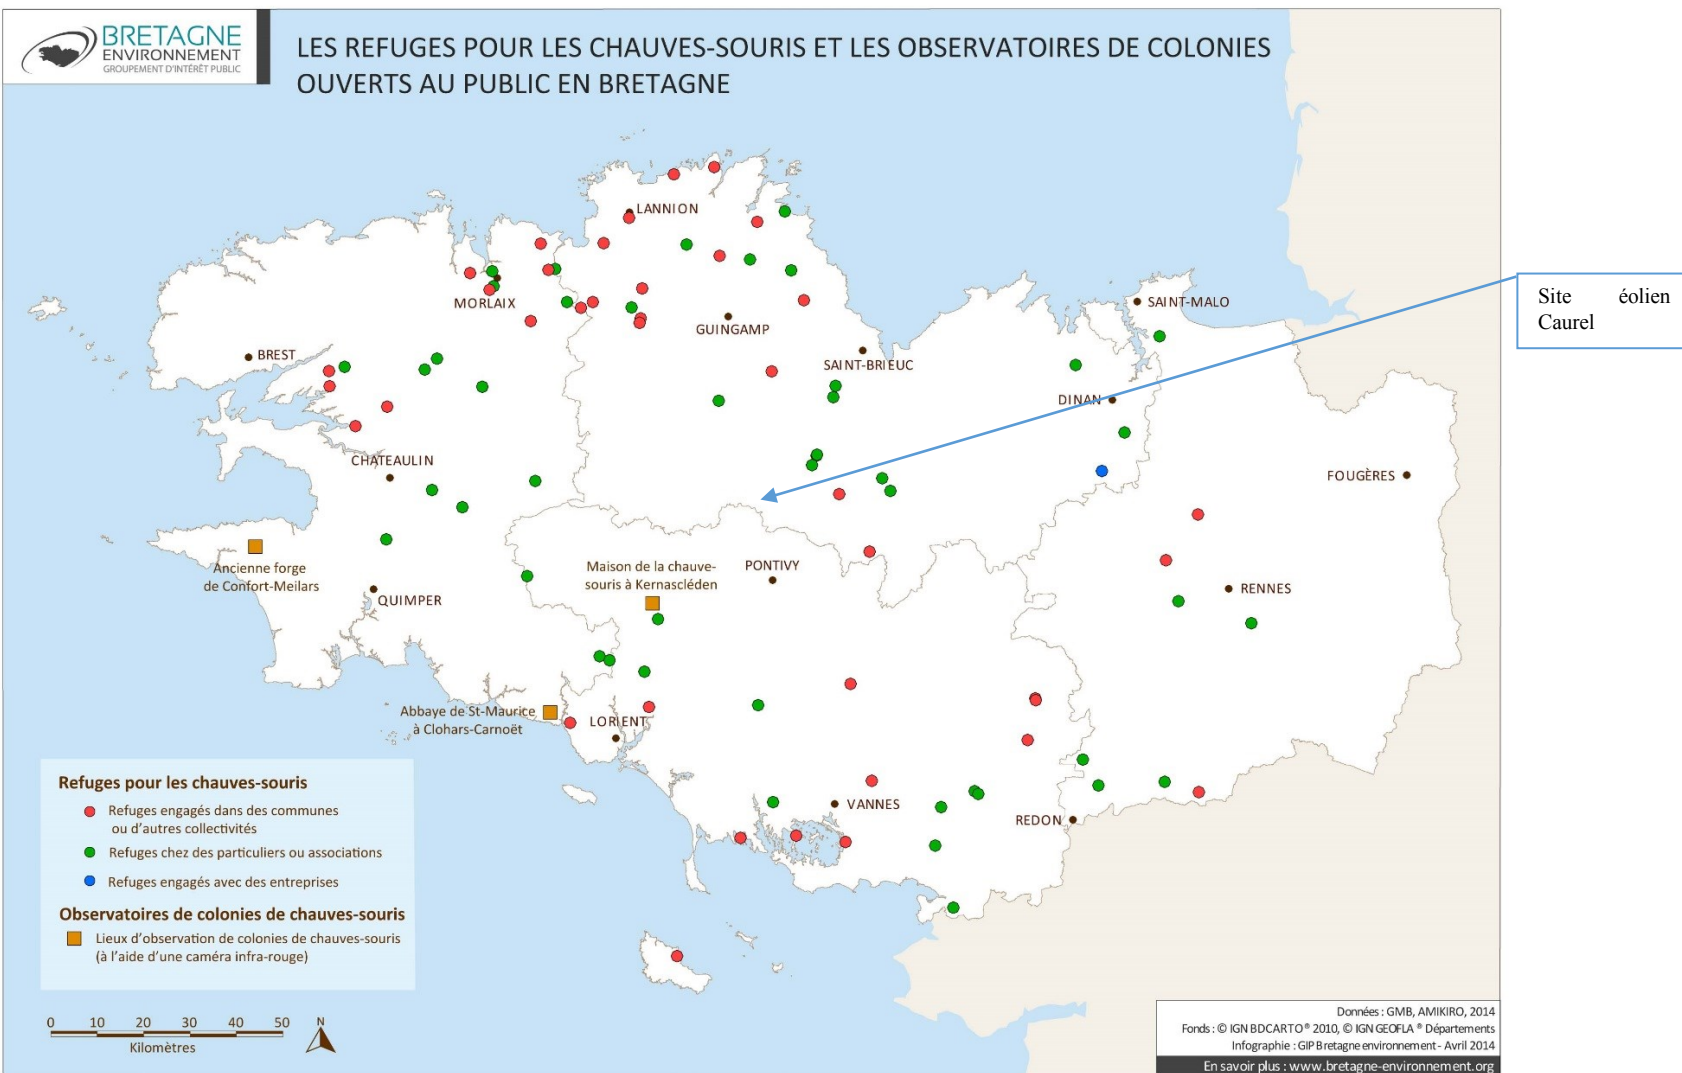 BRETAGNE
ENVIRONNEMENT
GROUPEMENT D'INTÉRÊT PUBLIC
LES REFUGES POUR LES CHAUVES-SOURIS ET LES OBSERVATOIRES DE COLONIES
OUVERTS AU PUBLIC EN BRETAGNE
LANNION
MORLAIX
GUINGAMP
SAINT-MALO
Site éolien
Caurel
BREST
SAINT-BRIEUC
DINAN
CHATEAULIN
FOUGÈRES
Ancienne forge
de Confort-Meilars
Maison de la chauve-
souris à Kernascléden
PONTIVY
QUIMPER
RENNES
Abbaye de St-Maurice
à Clohars-Carnoët
LORIENT
VANNES
REDON
Refuges pour les chauves-souris
Refuges engagés dans des communes
ou d'autres collectivités
Refuges chez des particuliers ou associations
Refuges engagés avec des entreprises
Observatoires de colonies de chauves-souris
Lieux d'observation de colonies de chauves-souris
(à l'aide d'une caméra infra-rouge)
0 10 20 30 40 50
Kilomètres
N
Données : GMB, AMIKIRO, 2014
Fonds : © IGN BDCARTO® 2010, © IGN GEOFLA ® Départements
Infographie : GIP Bretagne environnement - Avril 2014
En savoir plus : www.bretagne-environnement.org